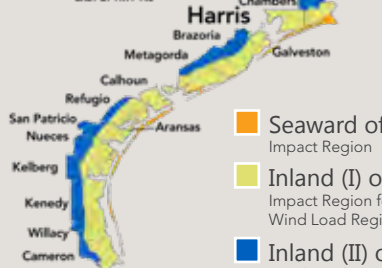 Chambers
Harris
Brazoria
Metagorda
Galveston
Calhoun
Refugio
San Patricio
Aransas
Nueces
Kelberg
Kenedy
Willacy
Cameron
Seaward of
Impact Region
Inland (I) o
Impact Region f
Wind Load Regi
Inland (II) o